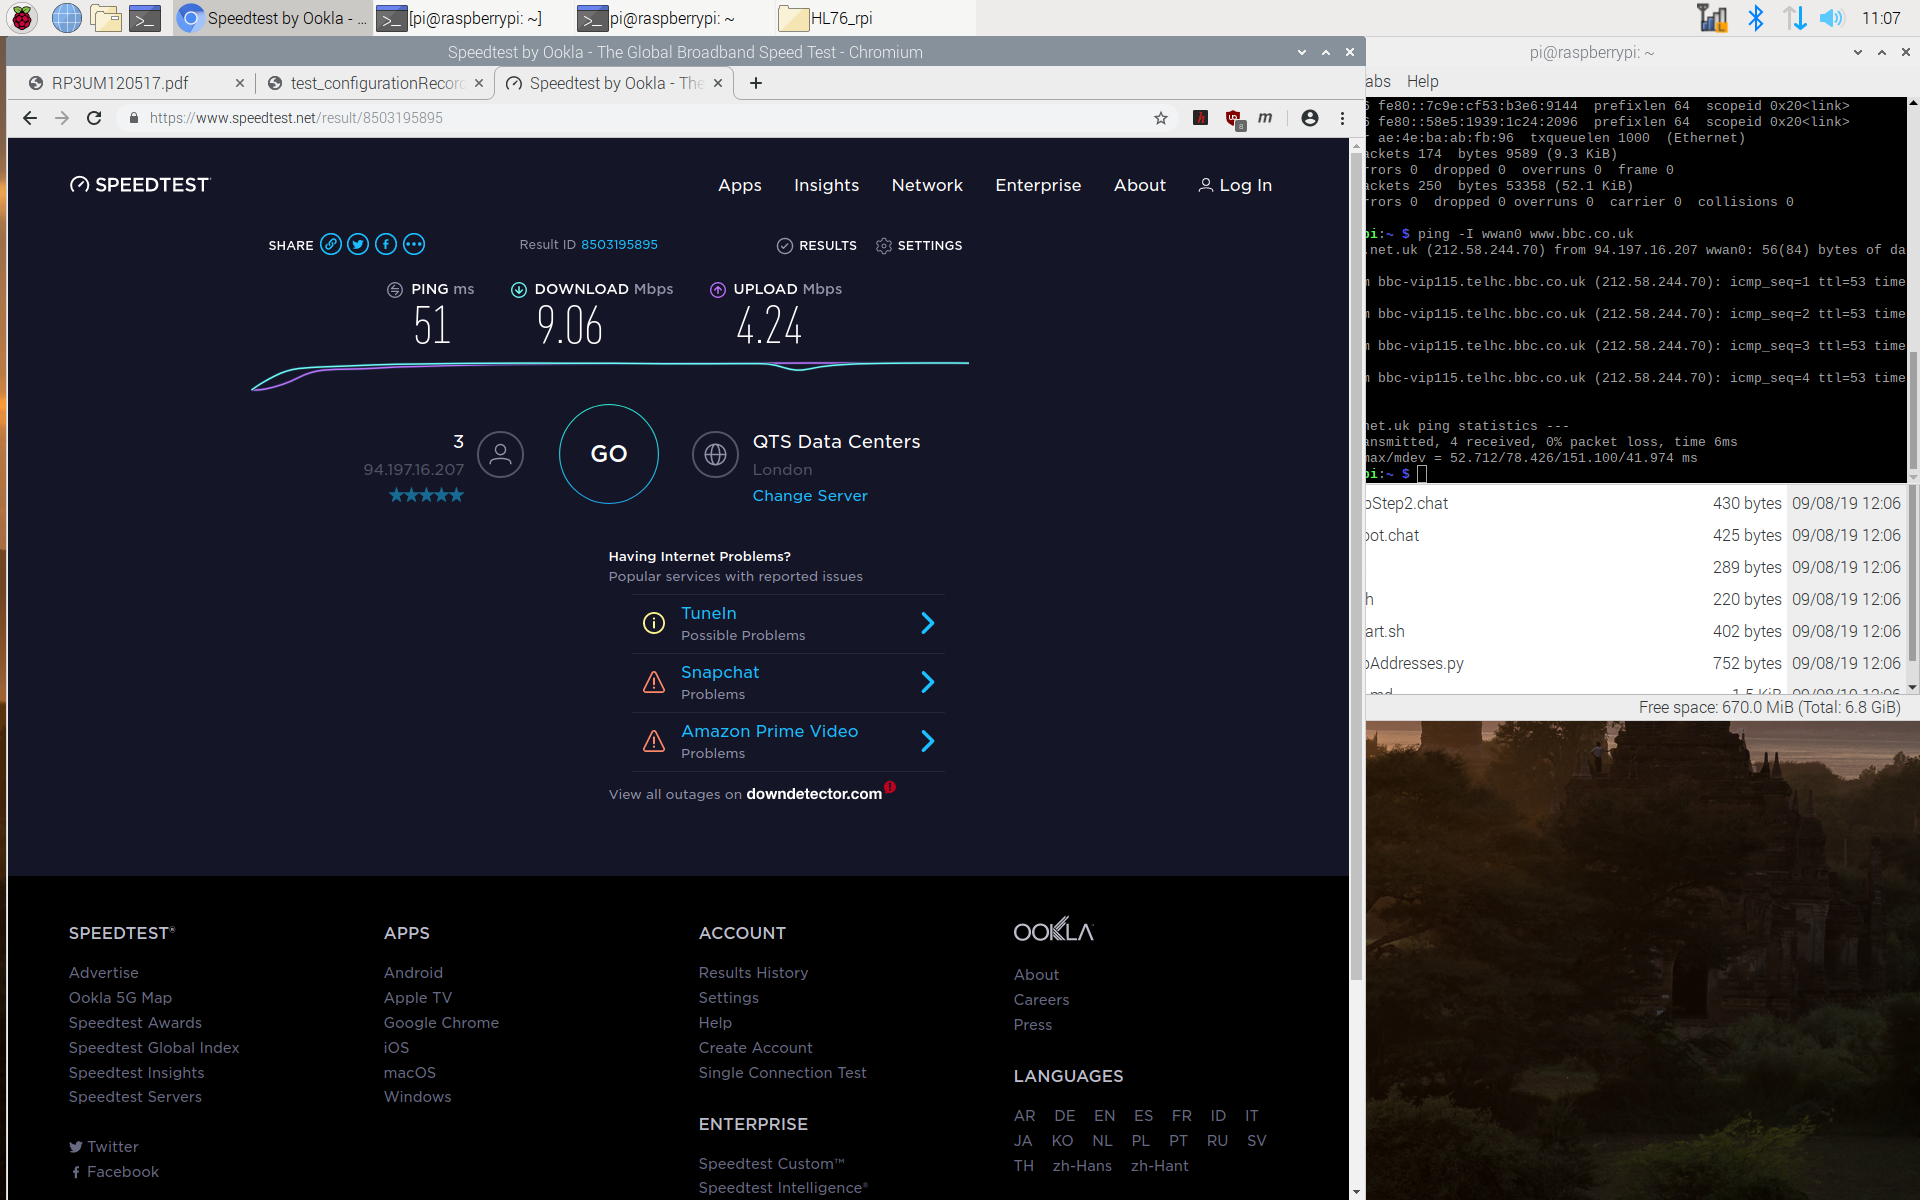 Speedtest by Ookla - ...
[pi@raspberrypi: ~]
pi@raspberrypi: ~
HL76_rpi
11:07
Speedtest by Ookla - The Global Broadband Speed Test - Chromium
RP3UM120517.pdf
test_configurationRecord
Speedtest by Ookla - The
https://www.speedtest.net/result/8503195895
8
h
m
SPEEDTEST
Apps
Insights
Network
Enterprise
About
Log In
SHARE
Result ID 8503195895
RESULTS
SETTINGS
PING ms
DOWNLOAD Mbps
UPLOAD Mbps
51
9.06
4.24
3
94.197.16.207
GO
QTS Data Centers
London
Change Server
Having Internet Problems?
Popular services with reported issues
TuneIn
Possible Problems
Snapchat
Problems
Amazon Prime Video
Problems
View all outages on downdetector.com
SPEEDTEST®
Advertise
Ookla 5G Map
Speedtest Awards
Speedtest Global Index
Speedtest Insights
Speedtest Servers
Twitter
Facebook
APPS
Android
Apple TV
Google Chrome
iOS
macOS
Windows
ACCOUNT
Results History
Settings
Help
Create Account
Single Connection Test
ENTERPRISE
Speedtest Custom™
Speedtest Intelligence®
OOKLA
About
Careers
Press
LANGUAGES
AR DE EN ES FR ID IT
JA KO NL PL PT RU SV
TH zh-Hans zh-Hant
pi@raspberrypi: ~
abs Help
6 fe80::7c9e:cf53:b3e6:9144 prefixlen 64 scopeid 0x20<link>
6 fe80::58e5:1939:1c24:2096 prefixlen 64 scopeid 0x20<link>
r ae:4e:ba:ab:fb:96 txqueuelen 1000 (Ethernet)
ackets 174 bytes 9589 (9.3 KiB)
rrors 0 dropped 0 overruns 0 frame 0
ackets 250 bytes 53358 (52.1 KiB)
rrors 0 dropped 0 overruns 0 carrier 0 collisions 0
pi:~ $ ping -I wwan0 www.bbc.co.uk
.net.uk (212.58.244.70) from 94.197.16.207 wwan0: 56(84) bytes of da
m bbc-vip115.telhc.bbc.co.uk (212.58.244.70): icmp_seq=1 ttl=53 time
m bbc-vip115.telhc.bbc.co.uk (212.58.244.70): icmp_seq=2 ttl=53 time
m bbc-vip115.telhc.bbc.co.uk (212.58.244.70): icmp_seq=3 ttl=53 time
m bbc-vip115.telhc.bbc.co.uk (212.58.244.70): icmp_seq=4 ttl=53 time
net.uk ping statistics ---
ansmitted, 4 received, 0% packet loss, time 6ms
max/mdev = 52.712/78.426/151.100/41.974 ms
pi:~ $
pStep2.chat 430 bytes 09/08/19 12:06
oot.chat 425 bytes 09/08/19 12:06
289 bytes 09/08/19 12:06
h 220 bytes 09/08/19 12:06
art.sh 402 bytes 09/08/19 12:06
pAddresses.py 752 bytes 09/08/19 12:06
.md 1.5 KiB 09/08/19 12:06
Free space: 670.0 MiB (Total: 6.8 GiB)